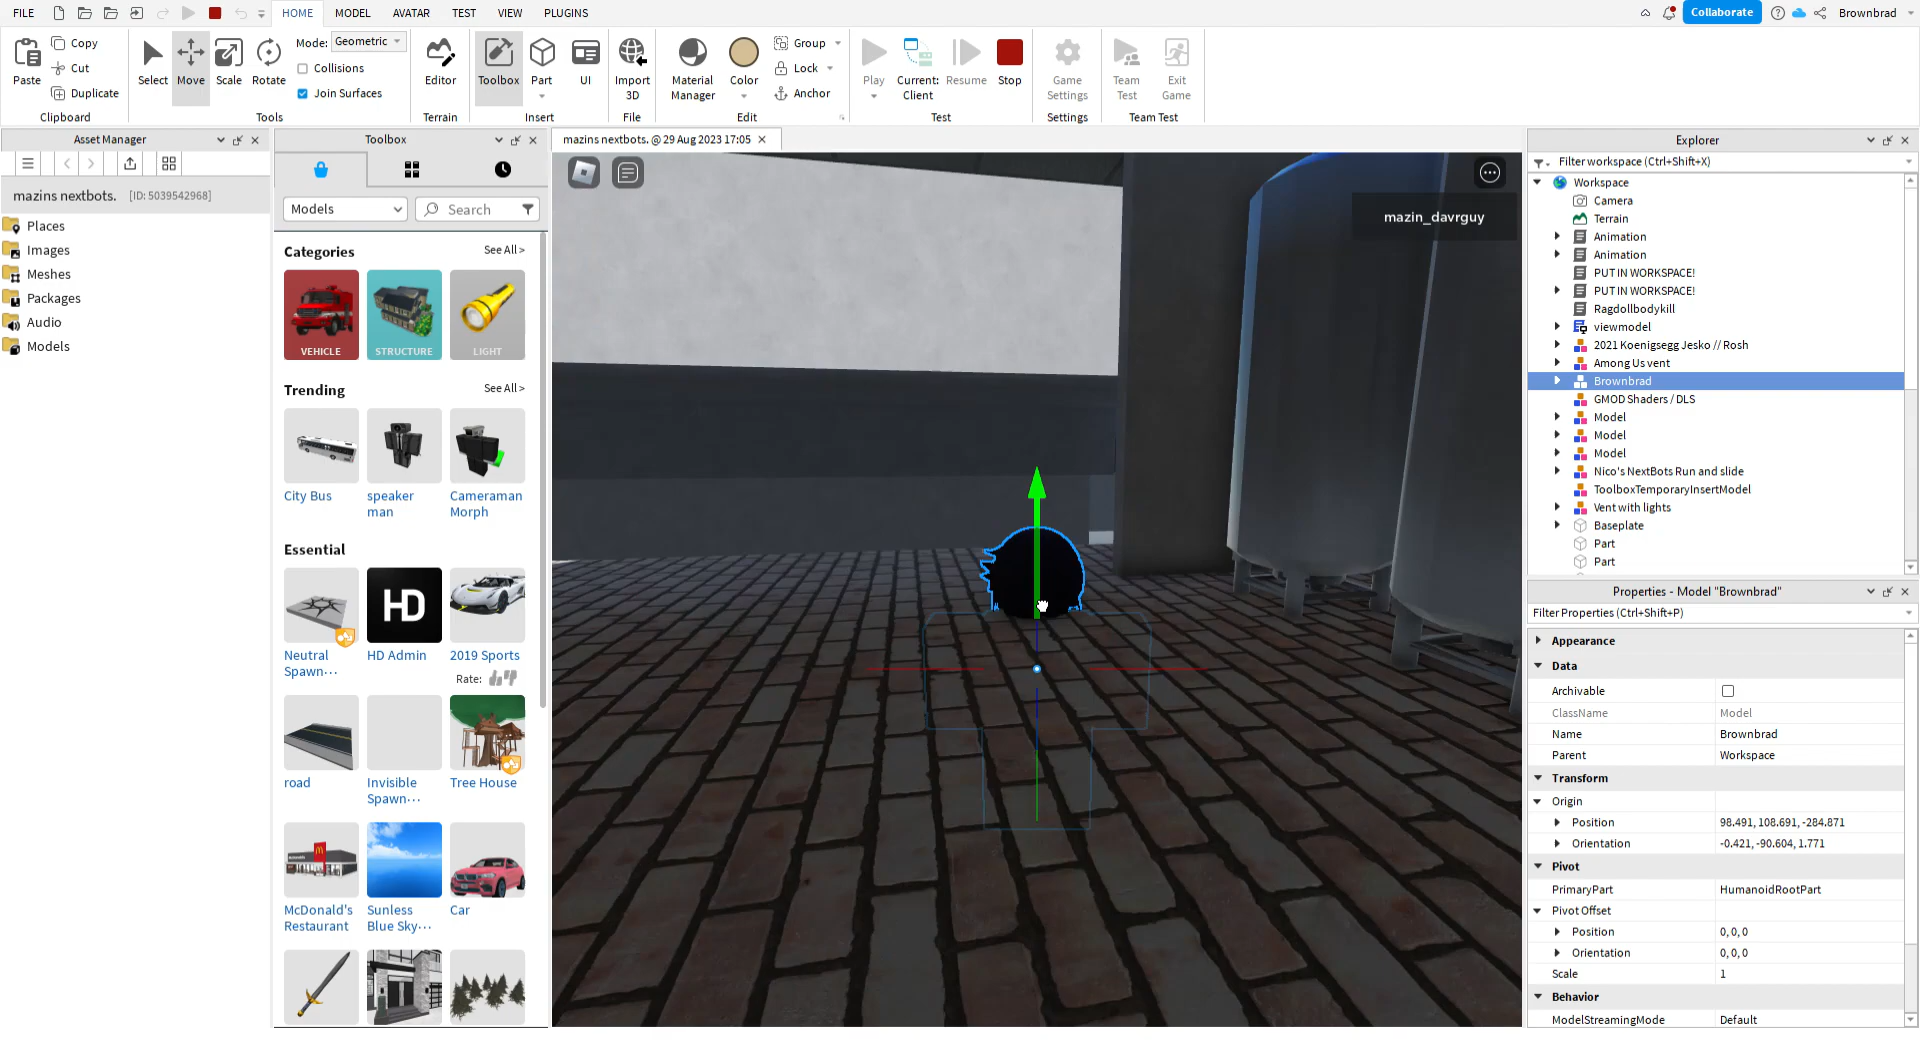 FILE
HOME
MODEL
AVATAR
TEST
VIEW
PLUGINS
Collaborate
Brownbrad
Paste
Copy
Cut
Duplicate
Clipboard
Select
Move
Scale
Rotate
Mode: Geometric
Collisions
Join Surfaces
Tools
Editor
Terrain
Toolbox
Part
UI
Insert
Import
3D
File
Material
Manager
Color
Group
Lock
Anchor
Edit
Play
Current:
Client
Resume
Stop
Test
Game
Settings
Settings
Team
Test
Exit
Game
Team Test
Asset Manager
mazins nextbots. [ID: 5039542968]
Places
Images
Meshes
Packages
Audio
Models
Toolbox
Models
Search
Categories
See All >
VEHICLE
STRUCTURE
LIGHT
Trending
See All >
City Bus
speaker
man
Cameraman
Morph
Essential
See All >
HD
Neutral
Spawn···
HD Admin
2019 Sports
Rate:
road
Invisible
Spawn···
Tree House
McDonald's
Restaurant
Sunless
Blue Sky···
Car
mazins nextbots. @ 29 Aug 2023 17:05
mazin_davrguy
Explorer
Filter workspace (Ctrl+Shift+X)
Workspace
Camera
Terrain
Animation
Animation
PUT IN WORKSPACE!
PUT IN WORKSPACE!
Ragdollbodykill
viewmodel
2021 Koenigsegg Jesko // Rosh
Among Us vent
Brownbrad
GMOD Shaders / DLS
Model
Model
Model
Nico's NextBots Run and slide
ToolboxTemporaryInsertModel
Vent with lights
Baseplate
Part
Part
Properties - Model "Brownbrad"
Filter Properties (Ctrl+Shift+P)
Appearance
Data
Archivable
ClassName Model
Name Brownbrad
Parent Workspace
Transform
Origin
Position 98.491, 108.691, -284.871
Orientation -0.421, -90.604, 1.771
Pivot
PrimaryPart HumanoidRootPart
Pivot Offset
Position 0, 0, 0
Orientation 0, 0, 0
Scale 1
Behavior
ModelStreamingMode Default